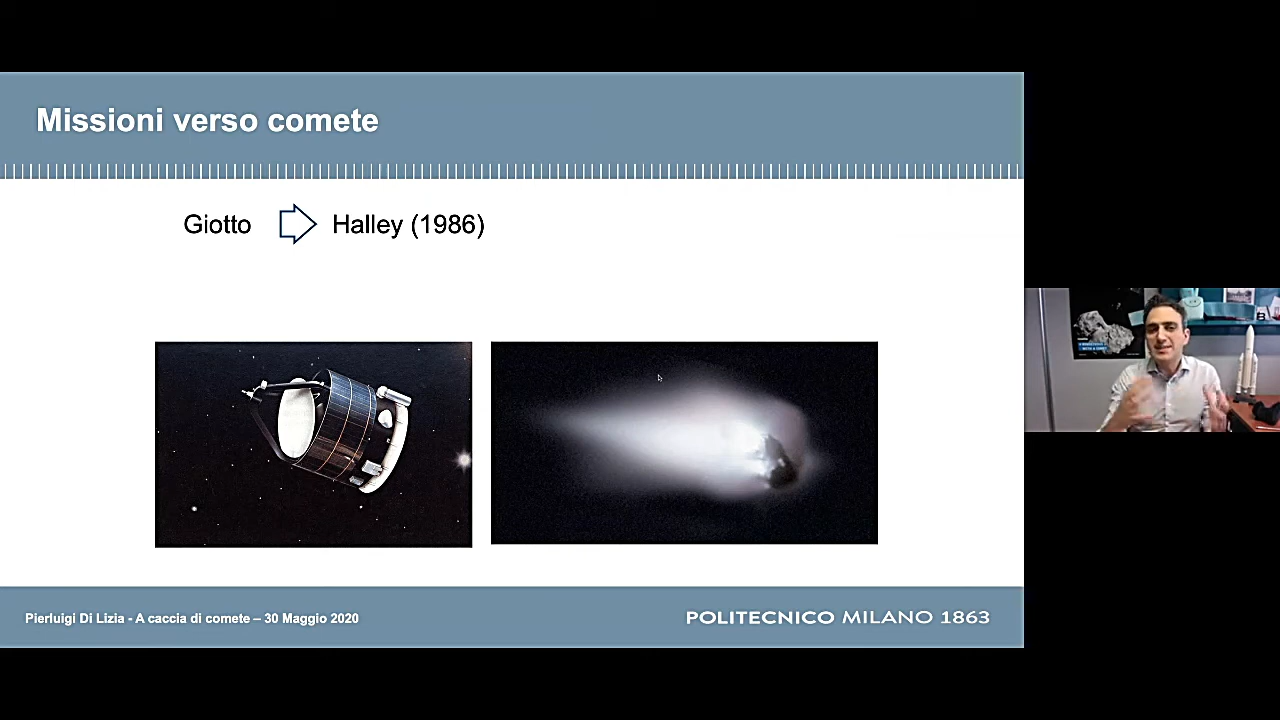 Missioni verso comete
Giotto
Halley (1986)
Pierluigi Di Lizia - A caccia di comete – 30 Maggio 2020
POLITECNICO MILANO 1863